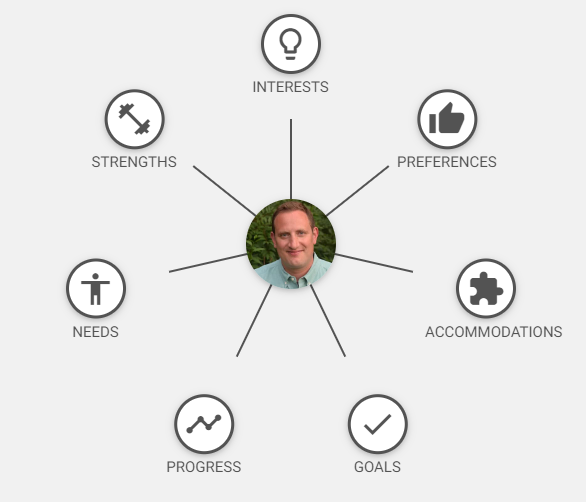 INTERESTS
STRENGTHS
PREFERENCES
NEEDS
ACCOMMODATIONS
PROGRESS
GOALS